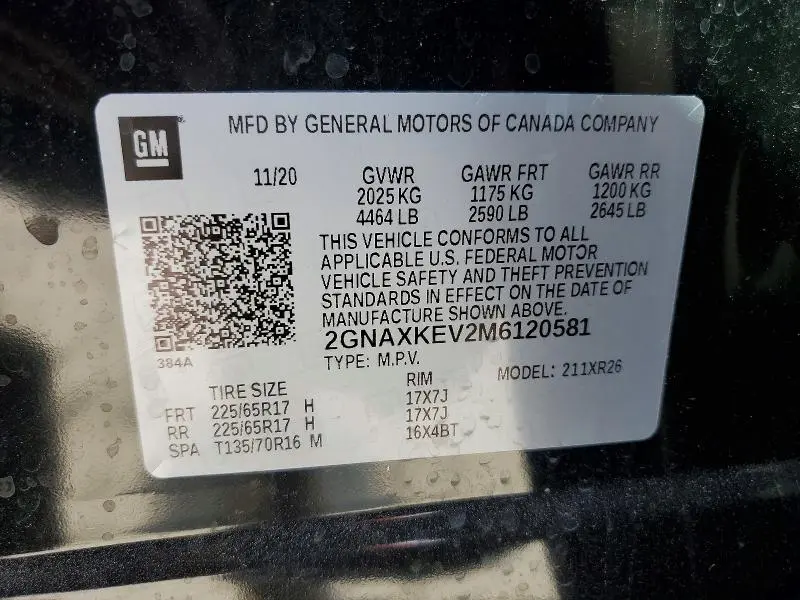 GM
MFD BY GENERAL MOTORS OF CANADA COMPANY
11/20 GVWR GAWR FRT GAWR RR
2025 KG 1175 KG 1200 KG
4464 LB 2590 LB 2645 LB
THIS VEHICLE CONFORMS TO ALL
APPLICABLE U.S. FEDERAL MOTOR
VEHICLE SAFETY AND THEFT PREVENTION
STANDARDS IN EFFECT ON THE DATE OF
MANUFACTURE SHOWN ABOVE.
2GNAXKEV2M6120581
384A
TYPE: M.P.V. MODEL: 211XR26
TIRE SIZE RIM
FRT 225/65R17 H 17X7J
RR 225/65R17 H 17X7J
SPA T135/70R16 M 16X4BT